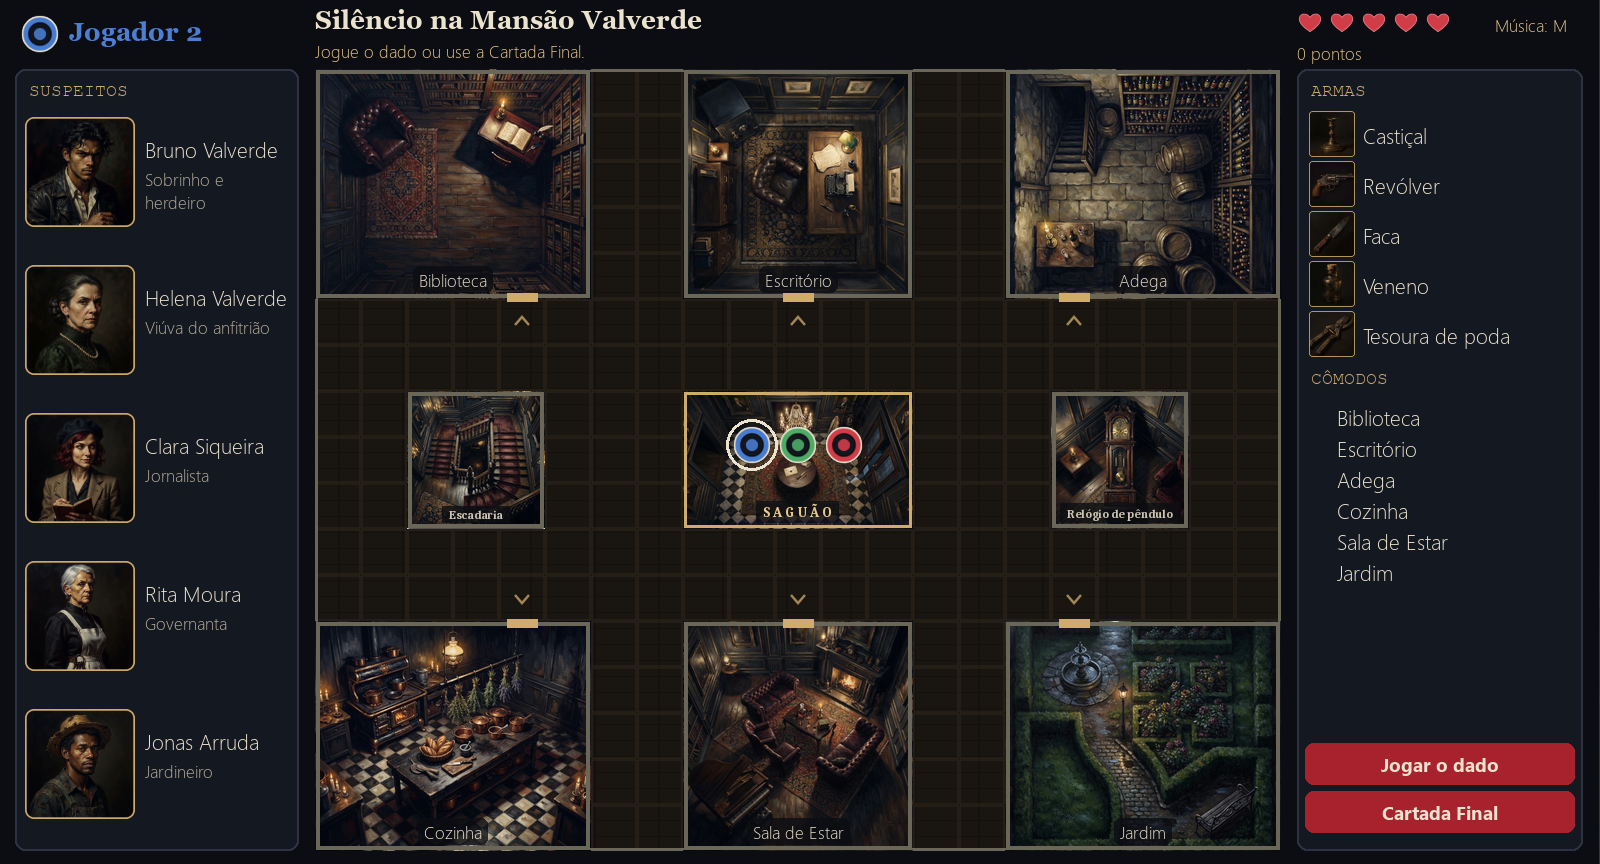 Jogador 2
Silêncio na Mansão Valverde
Jogue o dado ou use a Cartada Final.
Música: M
0 pontos
SUSPEITOS
Bruno Valverde
Sobrinho e
herdeiro
Helena Valverde
Viúva do anfitrião
Clara Siqueira
Jornalista
Rita Moura
Governanta
Jonas Arruda
Jardineiro
Biblioteca
Escritório
Adega
Escadaria
SAGUÃO
Relógio de pêndulo
Cozinha
Sala de Estar
Jardim
ARMAS
Castiçal
Revólver
Faca
Veneno
Tesoura de poda
CÔMODOS
Biblioteca
Escritório
Adega
Cozinha
Sala de Estar
Jardim
Jogar o dado
Cartada Final